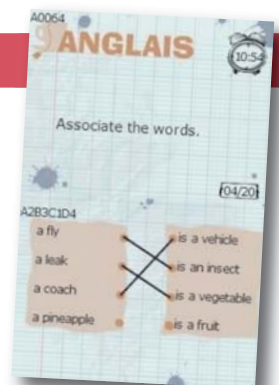 A0064
9 ANGLAIS
10:54
Associate the words.
04/20
A2B3C1D4
a fly
is a vehicle
a leak
is an insect
a coach
is a vegetable
a pineapple
is a fruit